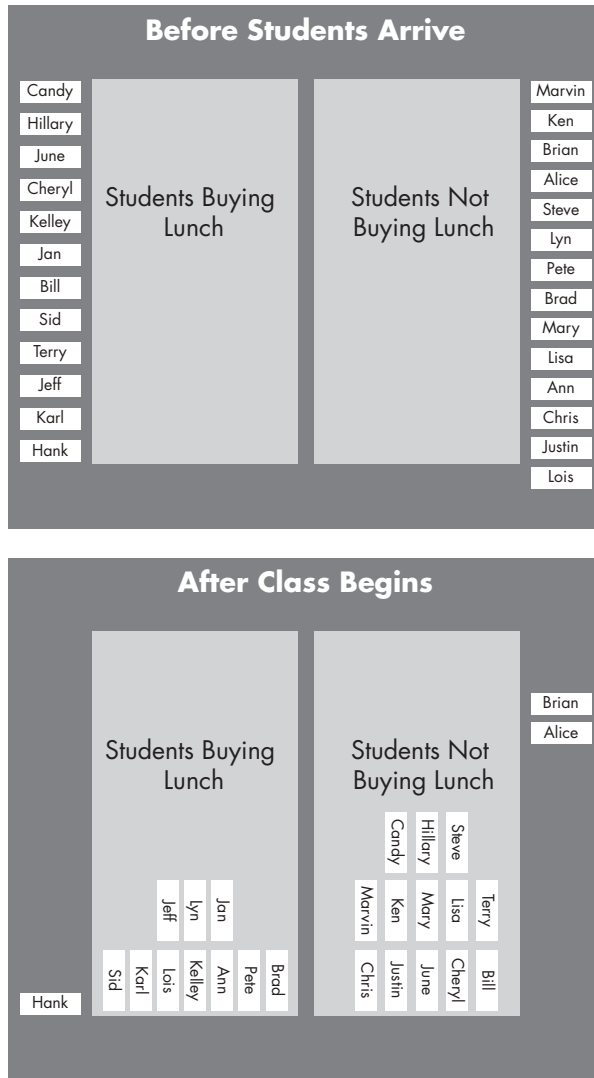 Before Students Arrive
Candy
Hillary
June
Cheryl
Kelley
Jan
Bill
Sid
Terry
Jeff
Karl
Hank
Students Buying
Lunch
Students Not
Buying Lunch
Marvin
Ken
Brian
Alice
Steve
Lyn
Pete
Brad
Mary
Lisa
Ann
Chris
Justin
Lois
After Class Begins
Students Buying
Lunch
Jeff
Lyn
Jan
Sid
Karl
Lois
Kelley
Ann
Pete
Brad
Hank
Students Not
Buying Lunch
Candy
Hillary
Steve
Marvin
Ken
Mary
Lisa
Terry
Chris
Justin
June
Cheryl
Bill
Brian
Alice